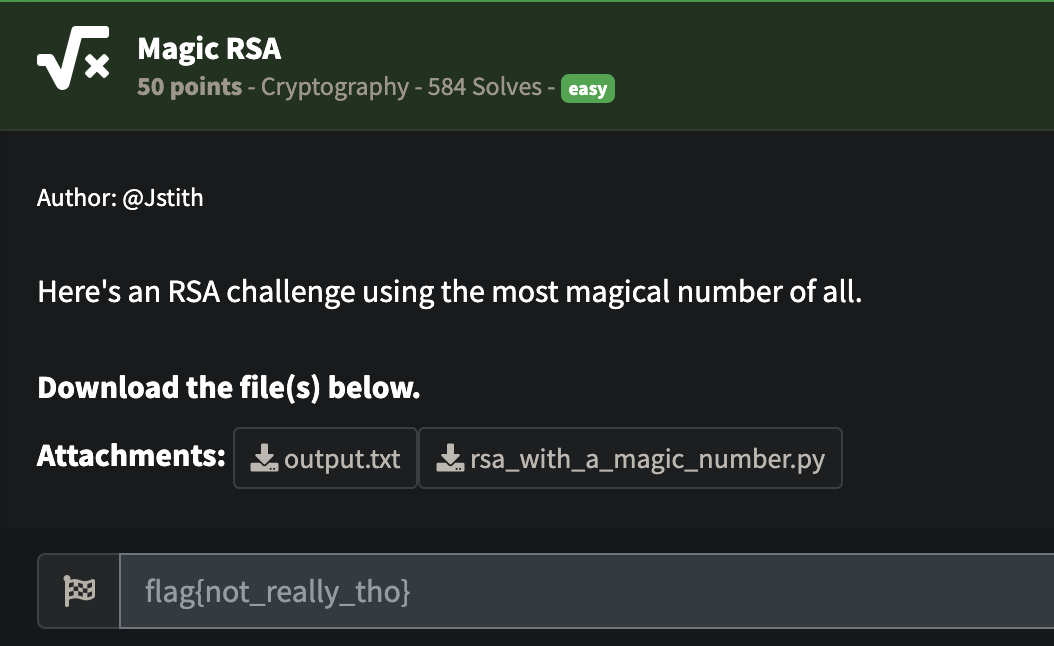 Magic RSA
50 points - Cryptography - 584 Solves - easy
Author: @Jstith
Here's an RSA challenge using the most magical number of all.
Download the file(s) below.
Attachments: output.txt rsa_with_a_magic_number.py
flag{not_really_tho}